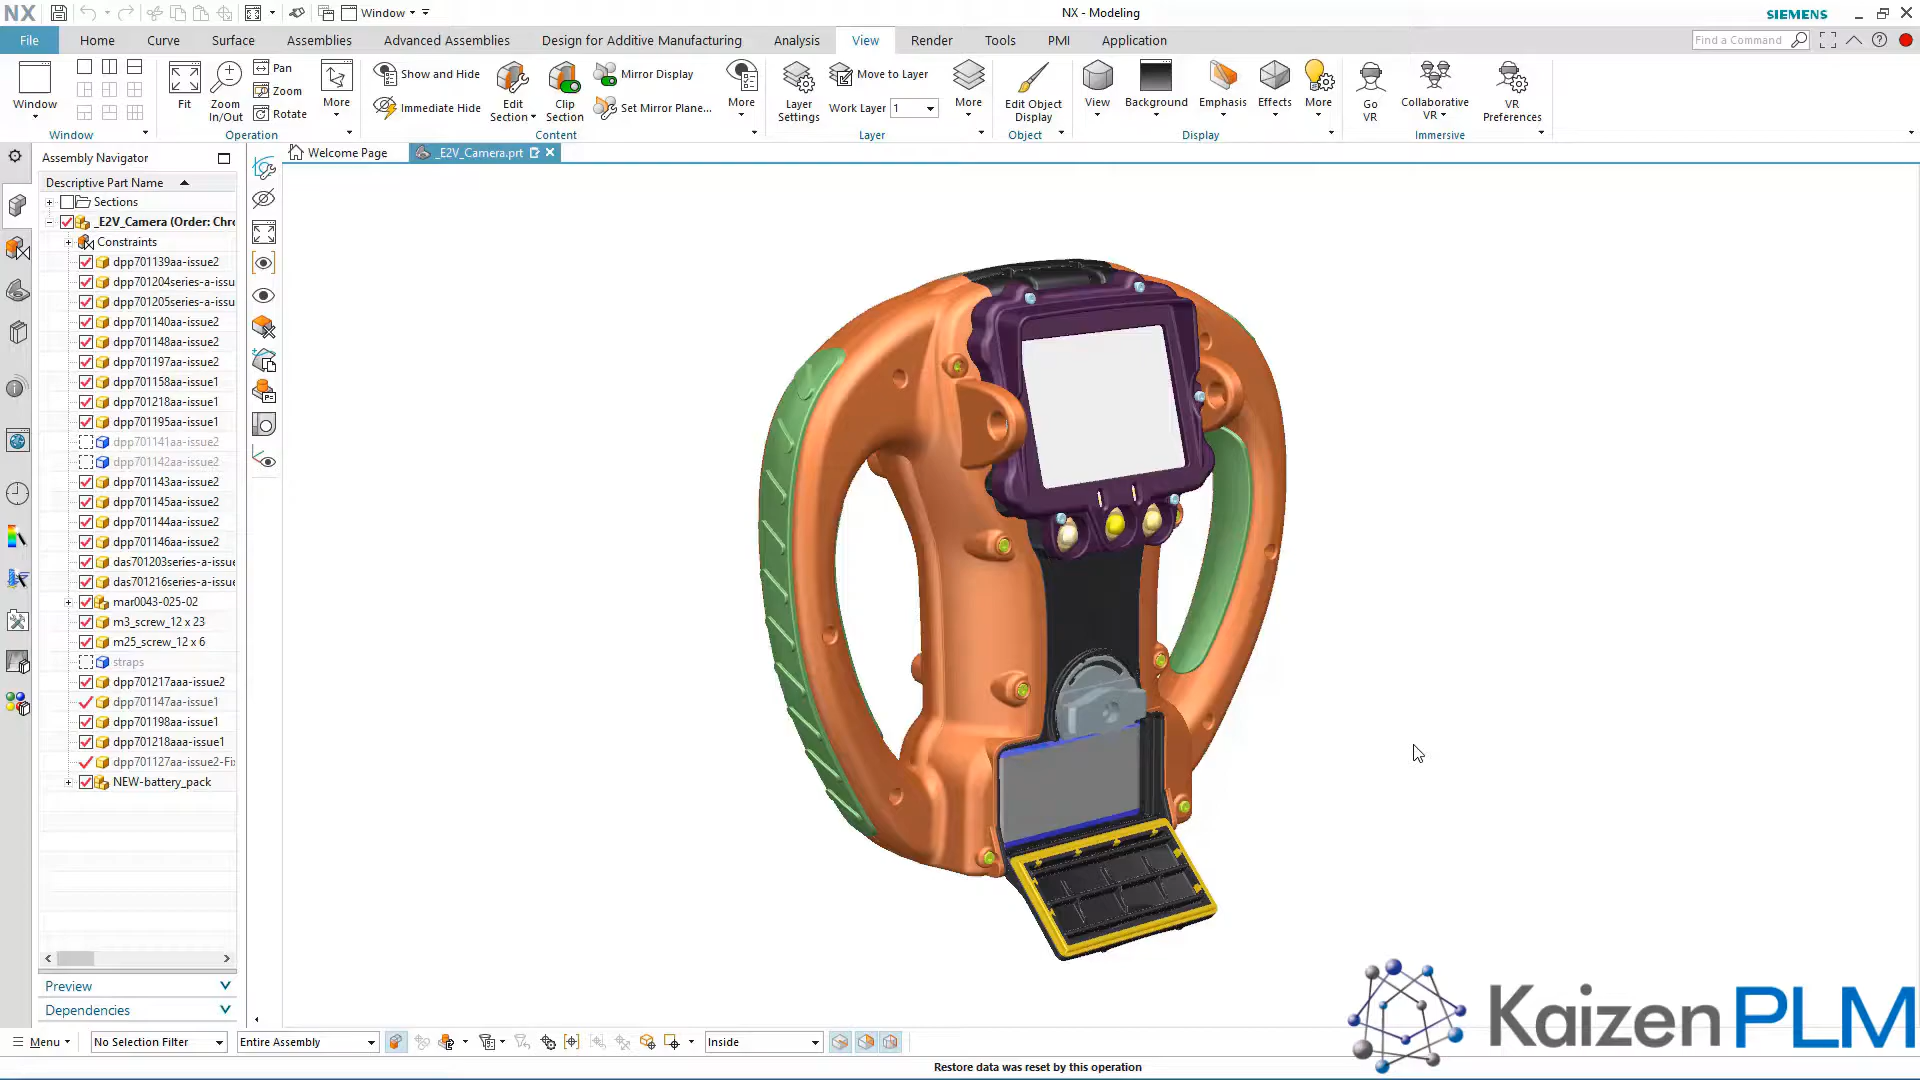 NX
Window
NX - Modeling
SIEMENS
File
Home
Curve
Surface
Assemblies
Advanced Assemblies
Design for Additive Manufacturing
Analysis
View
Render
Tools
PMI
Application
Find a Command
Window
Fit
Zoom
In/Out
Pan
Zoom
Rotate
More
Show and Hide
Immediate Hide
Edit
Section
Clip
Section
Mirror Display
Set Mirror Plane...
More
Layer
Settings
Move to Layer
Work Layer 1
More
Edit Object
Display
View
Background
Emphasis
Effects
More
Go
VR
Collaborative
VR
VR
Preferences
Window
Operation
Content
Layer
Object
Display
Immersive
Assembly Navigator
Welcome Page
_E2V_Camera.prt
Descriptive Part Name
Sections
_E2V_Camera (Order: Chro
Constraints
dpp701139aa-issue2
dpp701204series-a-issu
dpp701205series-a-issu
dpp701140aa-issue2
dpp701148aa-issue2
dpp701197aa-issue2
dpp701158aa-issue1
dpp701218aa-issue1
dpp701195aa-issue1
dpp701141aa-issue2
dpp701142aa-issue2
dpp701143aa-issue2
dpp701145aa-issue2
dpp701144aa-issue2
dpp701146aa-issue2
das701203series-a-issue
das701216series-a-issue
mar0043-025-02
m3_screw_12 x 23
m25_screw_12 x 6
straps
dpp701217aaa-issue2
dpp701147aa-issue1
dpp701198aa-issue1
dpp701218aaa-issue1
dpp701127aa-issue2-Fi
NEW-battery_pack
Preview
Dependencies
Menu
No Selection Filter
Entire Assembly
Inside
Restore data was reset by this operation
KaizenPLM